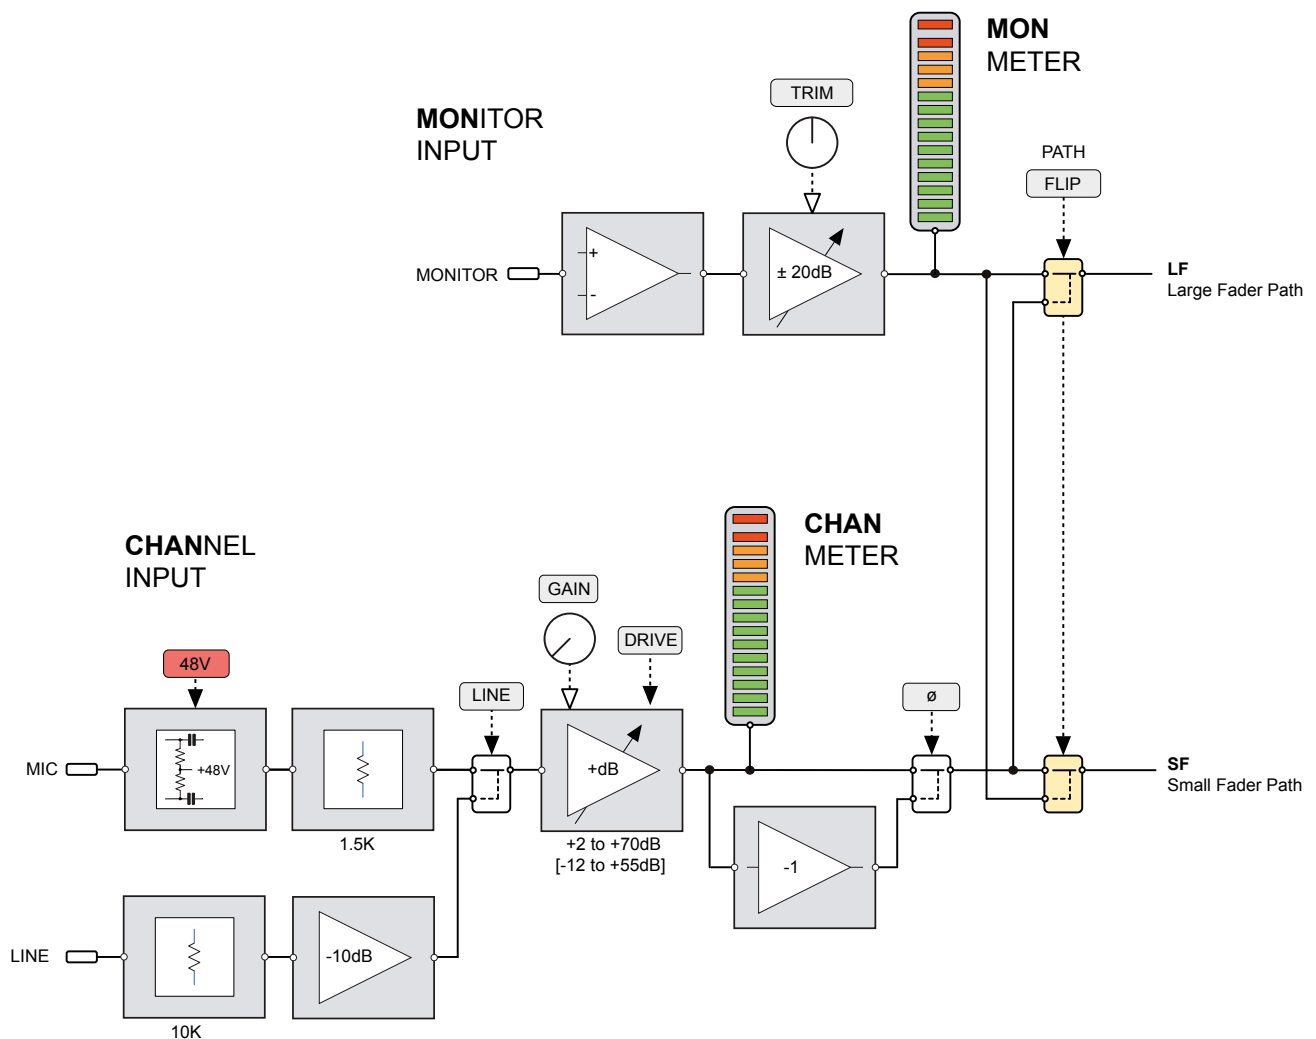 MON
METER
TRIM
MONITOR
INPUT
PATH
FLIP
MONITOR
+
-
± 20dB
LF
Large Fader Path
CHAN
METER
CHANNEL
INPUT
GAIN
DRIVE
48V
LINE
ø
MIC
+48V
+dB
SF
Small Fader Path
1.5K
+2 to +70dB
[-12 to +55dB]
-1
LINE
-10dB
10K